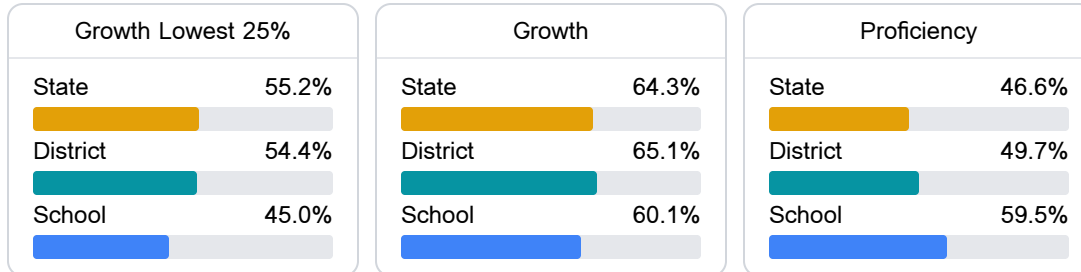 Growth Lowest 25%
State 55.2%
District 54.4%
School 45.0%
Growth
State 64.3%
District 65.1%
School 60.1%
Proficiency
State 46.6%
District 49.7%
School 59.5%